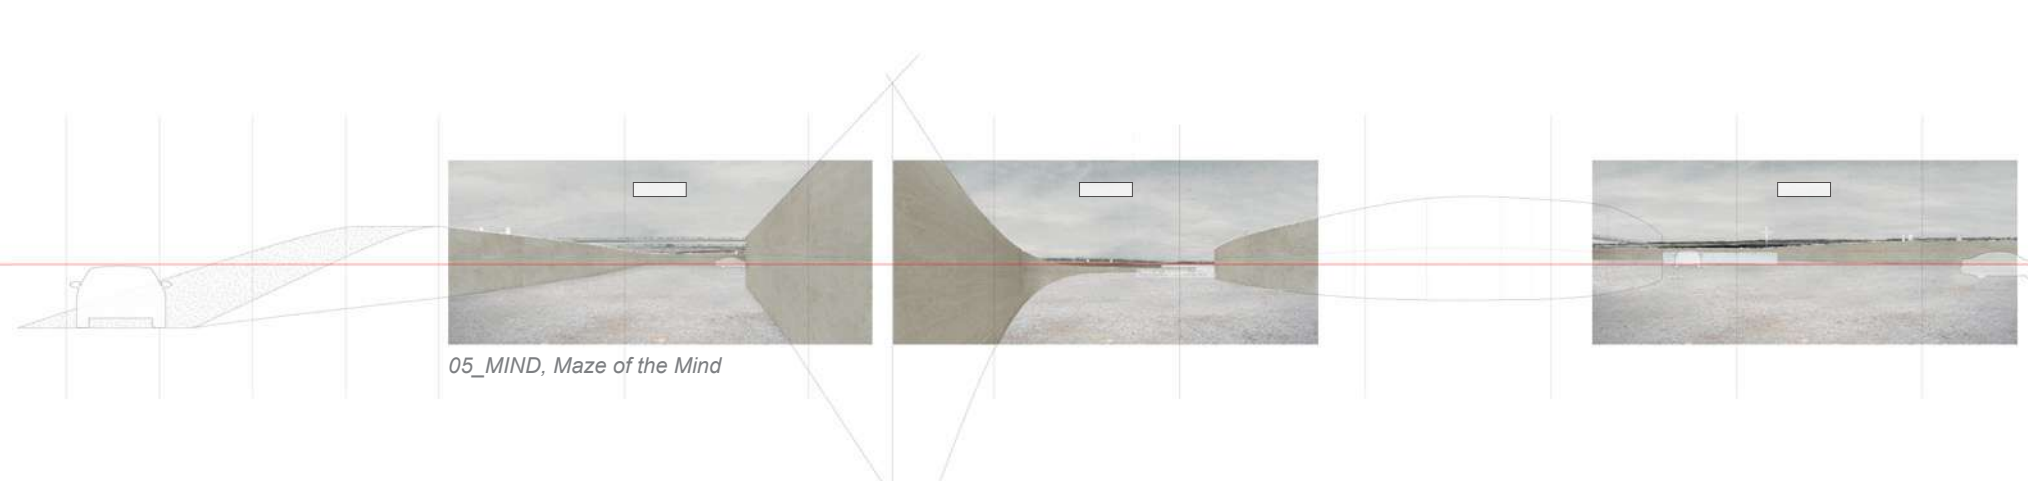 05_MIND, Maze of the Mind